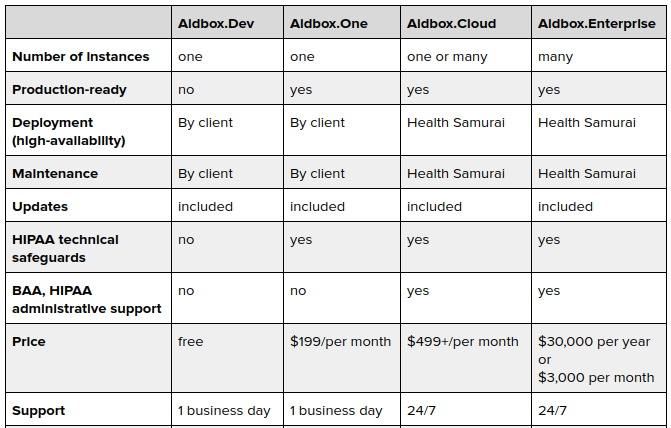 Aidbox.Dev Aidbox.One Aidbox.Cloud Aidbox.Enterprise
Number of instances one one one or many many
Production-ready no yes yes yes
Deployment By client By client Health Samurai Health Samurai
(high-availability)
Maintenance By client By client Health Samurai Health Samurai
Updates included included included included
HIPAA technical no yes yes yes
safeguards
BAA, HIPAA no no yes yes
administrative support
Price free $199/per month $499+/per month $30,000 per year
or
$3,000 per month
Support 1 business day 1 business day 24/7 24/7